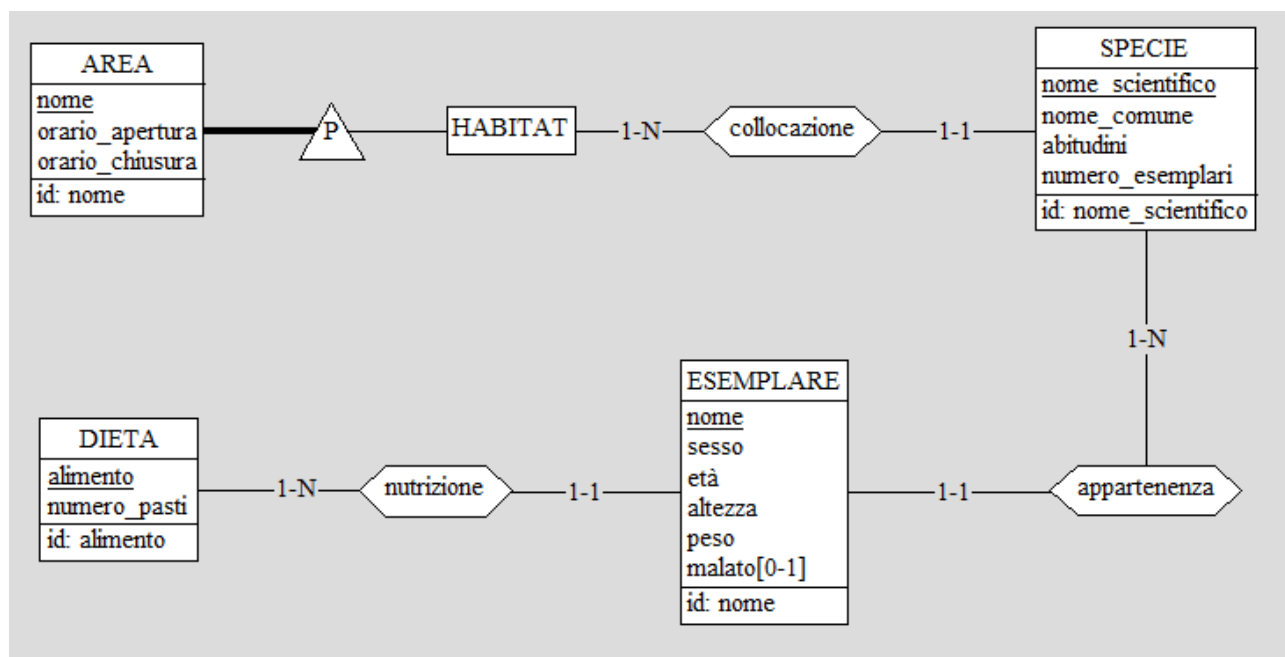 AREA
nome
orario_apertura
orario_chiusura
id: nome
P
HABITAT
1-N
collocazione
1-1
SPECIE
nome_scientifico
nome_comune
abitudini
numero_esemplari
id: nome_scientifico
1-N
DIETA
alimento
numero_pasti
id: alimento
1-N
nutrizione
1-1
ESEMPLARE
nome
sesso
età
altezza
peso
malato[0-1]
id: nome
1-1
appartenenza